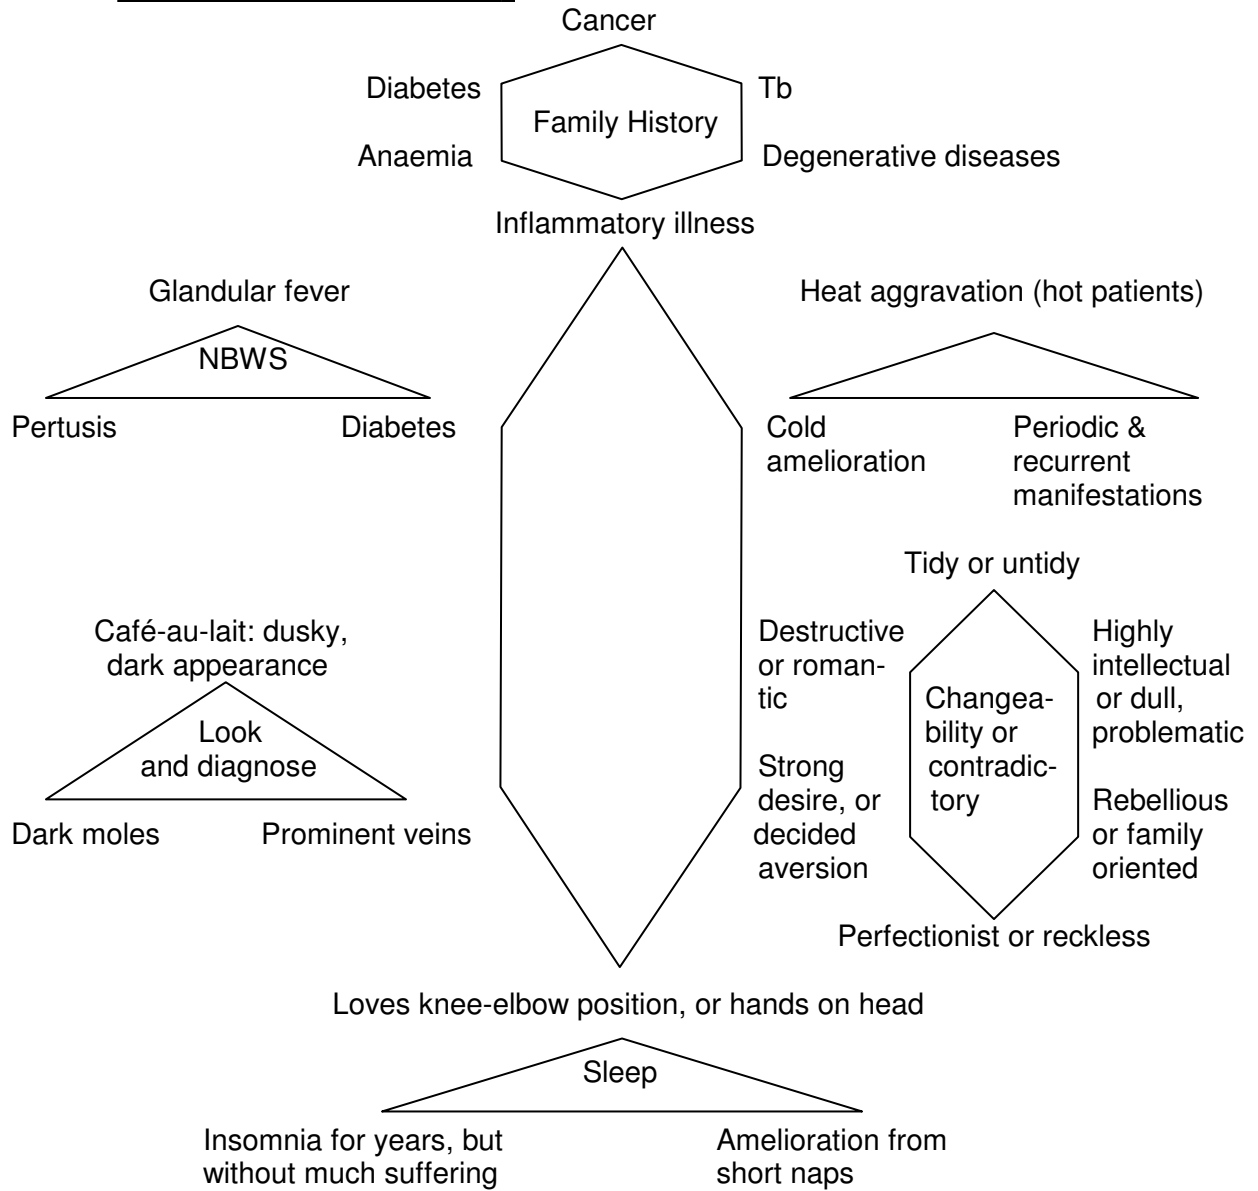 Cancer
Diabetes
Tb
Family History
Anaemia
Degenerative diseases
Inflammatory illness
Glandular fever
NBWS
Pertusis
Diabetes
Heat aggravation (hot patients)
Cold
amelioration
Periodic &
recurrent
manifestations
Café-au-lait: dusky,
dark appearance
Look
and diagnose
Dark moles
Prominent veins
Tidy or untidy
Destructive
or roman-
tic
Highly
intellectual
or dull,
problematic
Changea-
bility or
contradic-
tory
Strong
desire, or
decided
aversion
Rebellious
or family
oriented
Perfectionist or reckless
Loves knee-elbow position, or hands on head
Sleep
Insomnia for years, but
without much suffering
Amelioration from
short naps